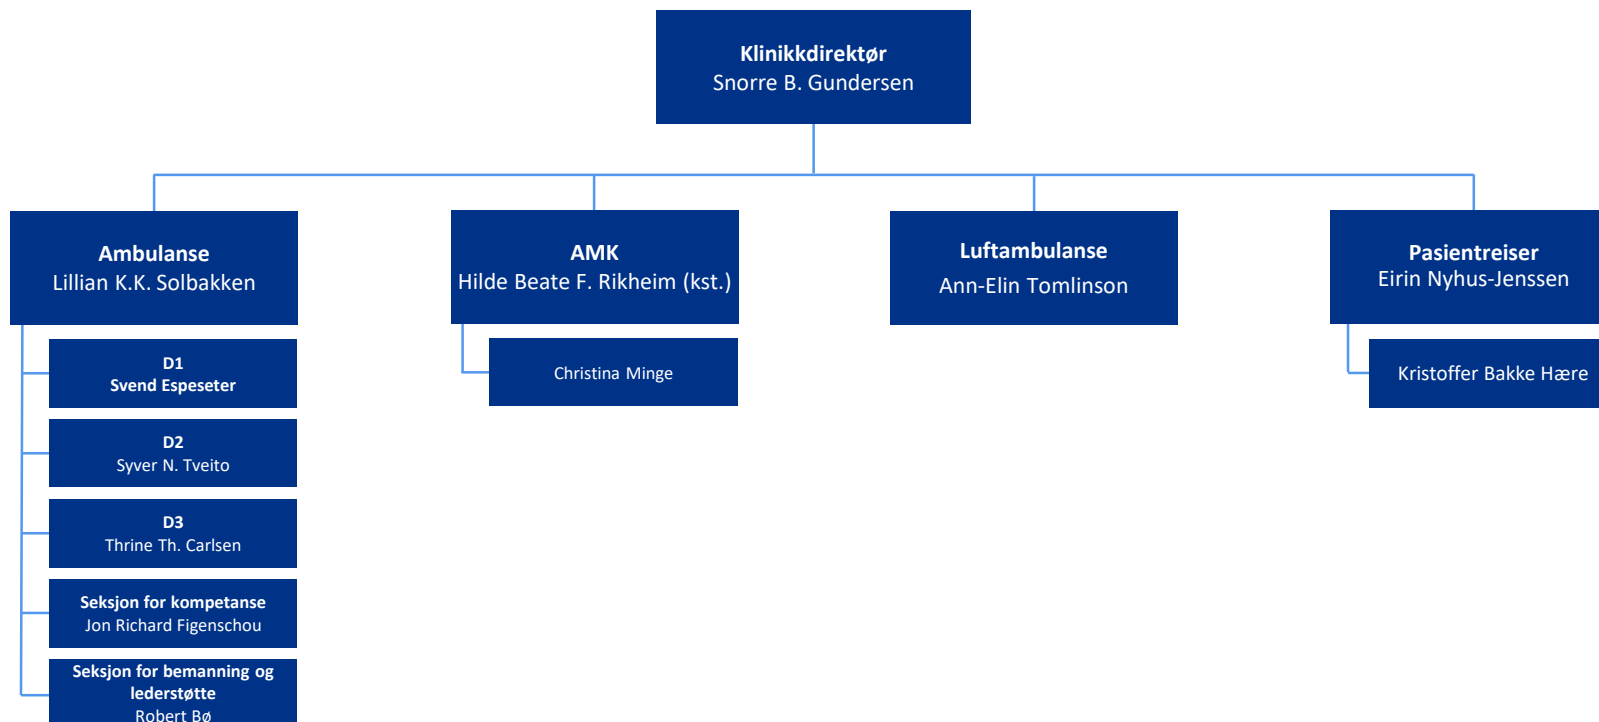 Klinikkdirektør
Snorre B. Gundersen
Ambulanse
Lillian K.K. Solbakken
AMK
Hilde Beate F. Rikheim (kst.)
Luftambulanse
Ann-Elin Tomlinson
Pasientreiser
Eirin Nyhus-Jenssen
D1
Svend Espeseter
D2
Syver N. Tveito
D3
Thrine Th. Carlsen
Seksjon for kompetanse
Jon Richard Figenschou
Seksjon for bemanning og
lederstøtte
Robert Bø
Christina Minge
Kristoffer Bakke Hære